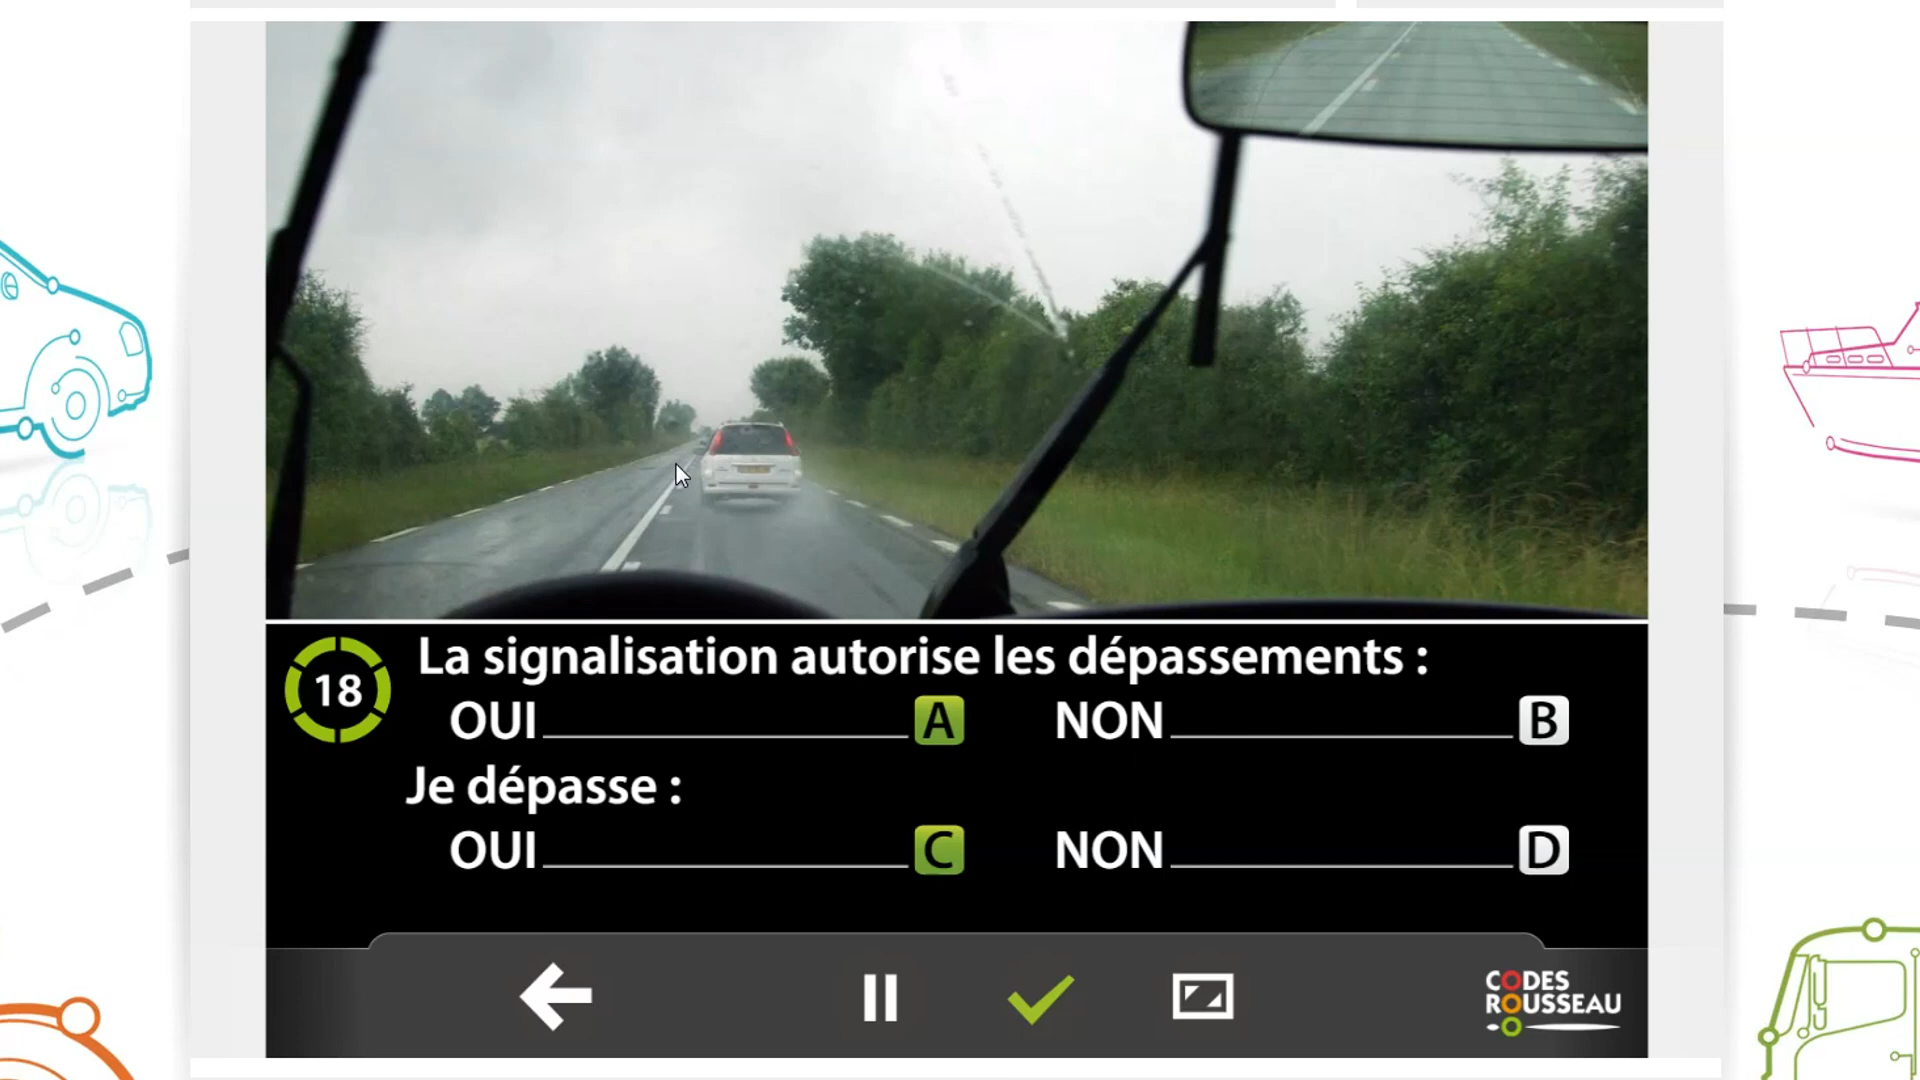 18
La signalisation autorise les dépassements :
OUI A NON B
Je dépasse :
OUI C NON D
CODES
ROUSSEAU